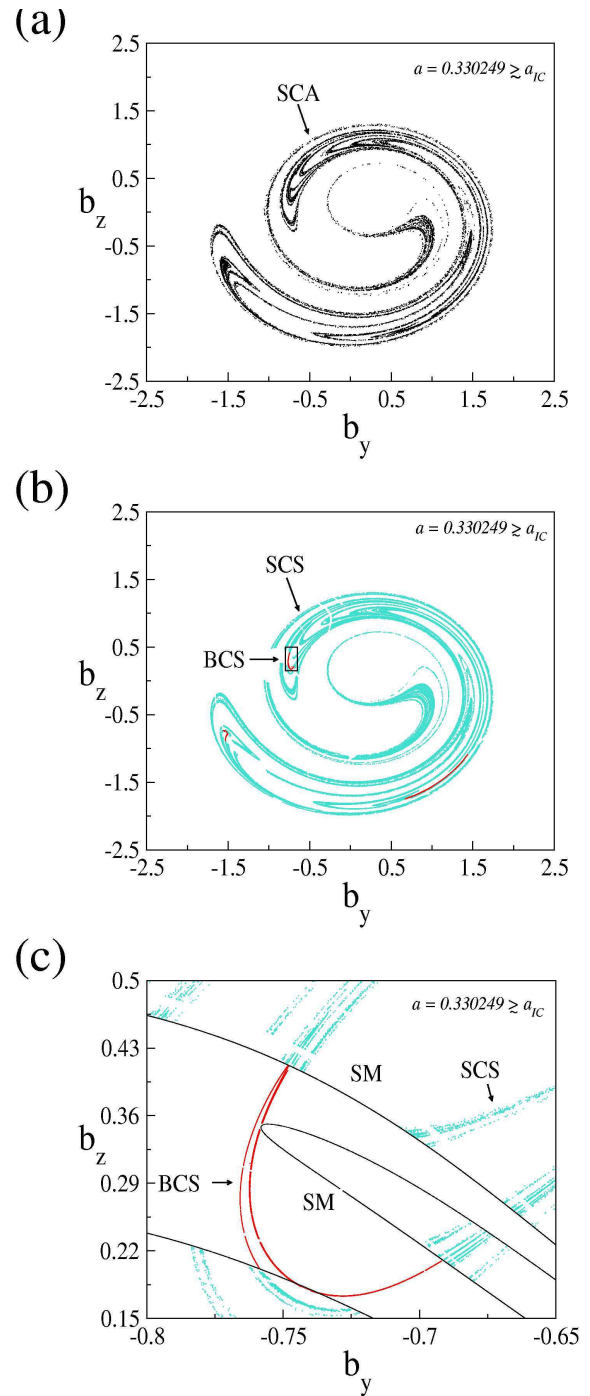 (a)
2.5
a = 0.330249 ≳ a_IC
SCA
1.5
0.5
b_z
-0.5
-1.5
-2.5
-2.5 -1.5 -0.5 0.5 1.5 2.5
b_y
(b)
2.5
a = 0.330249 ≳ a_IC
SCS
1.5
BCS
0.5
b_z
-0.5
-1.5
-2.5
-2.5 -1.5 -0.5 0.5 1.5 2.5
b_y
(c)
0.5
a = 0.330249 ≳ a_IC
0.43
SM
SCS
0.36
b_z
0.29
BCS
SM
0.22
0.15
-0.8 -0.75 -0.7 -0.65
b_y